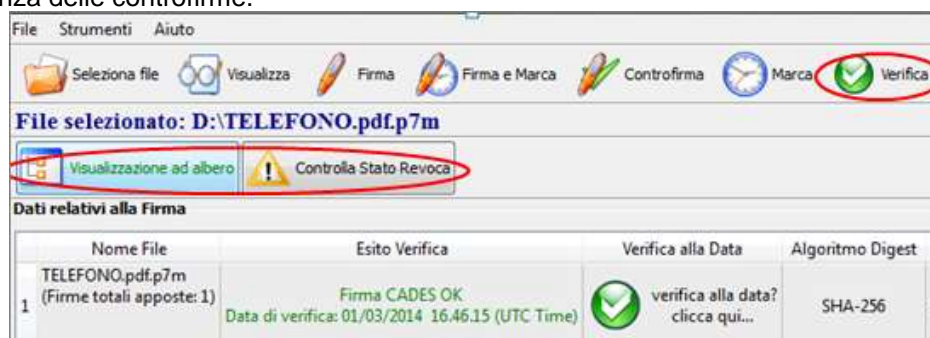 nza delle controfirme.
File Strumenti Aiuto
Seleziona file Visualizza Firma Firma e Marca Controfirma Marca Verifica
File selezionato: D:\TELEFONO.pdf.p7m
Visualizzazione ad albero Controlla Stato Revoca
Dati relativi alla Firma
Nome File Esito Verifica Verifica alla Data Algoritmo Digest
TELEFONO.pdf.p7m
1 (Firme totali apposte: 1) Firma CADES OK verifica alla data? SHA-256
Data di verifica: 01/03/2014 16.46.15 (UTC Time) clicca qui...